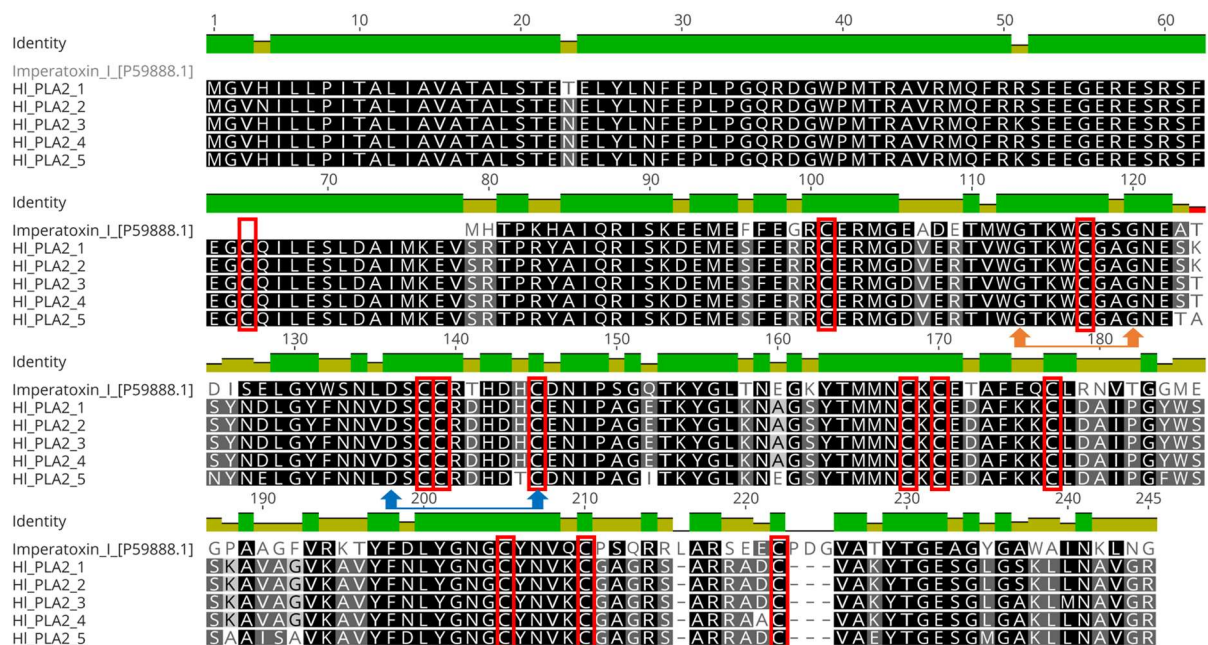 1 10 20 30 40 50 60
Identity
Imperatoxin_I_[P59888.1]
Hl_PLA2_1 MGVHILLPITALIAVATALSTETELYLNFEPLPGQRDGWPMTRAVRMQFRRSEEGERESRSF
Hl_PLA2_2 MGVNILLPITALIAVATALSTENELYLNFEPLPGQRDGWPMTRAVRMQFRRSEEGERESRSF
Hl_PLA2_3 MGVHILLPITALIAVATALSTENELYLNFEPLPGQRDGWPMTRAVRMQFRRSEEGERESRSF
Hl_PLA2_4 MGVHILLPITALIAVATALSTENELYLNFEPLPGQRDGWPMTRAVRMQFRKSEEGERESRSF
Hl_PLA2_5 MGVHILLPITALIAVATALSTENELYLNFEPLPGQRDGWPMTRAVRMQFRKSEEGERESRSF
70 80 90 100 110 120
Identity
Imperatoxin_I_[P59888.1] MHTPKHAIQRISKEEMEFFEGRCERMGEADETMWGTKWCGSGNEAT
Hl_PLA2_1 EGCQILESLDAIMKEVSRTPRYAIQRISKDEMESFERRCERMGDVERTVWGTKWCGAGNESK
Hl_PLA2_2 EGCQILESLDAIMKEVSRTPRYAIQRISKDEMESFERRCERMGDVERTVWGTKWCGAGNESK
Hl_PLA2_3 EGCQILESLDAIMKEVSRTPRYAIQRISKDEMESFERRCERMGDVERTVWGTKWCGAGNEST
Hl_PLA2_4 EGCQILESLDAIMKEVSRTPRYAIQRISKDEMESFERRCERMGDVERTVWGTKWCGAGNEST
Hl_PLA2_5 EGCQILESLDAIMKEVSRTPRYAIQRISKDEMESFERRCERMGDVERTIWGTKWCGAGNETA
130 140 150 160 170 180
Identity
Imperatoxin_I_[P59888.1] DISELGYWSNLDSCCRTHDHCDNIPSGQTKYGLTNEGKYTMMNCKCETAFEQCLRNVTGGME
Hl_PLA2_1 SYNDLGYFNNVDSCCRDHDHCENIPAGETKYGLKNAGSYTMMNCKCEDAFKKCLDAIPGYWS
Hl_PLA2_2 SYNDLGYFNNVDSCCRDHDHCENIPAGETKYGLKNAGSYTMMNCKCEDAFKKCLDAIPGYWS
Hl_PLA2_3 SYNDLGYFNNVDSCCRDHDHCENIPAGETKYGLKNAGSYTMMNCKCEDAFKKCLDAIPGYWS
Hl_PLA2_4 SYNDLGYFNNVDSCCRDHDHCENIPAGETKYGLKNAGSYTMMNCKCEDAFKKCLDAIPGYWS
Hl_PLA2_5 NYNELGYFNNVDSCCRDHDTCDNIPAGITKYGLKNEGSYTMMNCKCEDAFKKCLDAIPGYWS
190 200 210 220 230 240 245
Identity
Imperatoxin_I_[P59888.1] GPAAGFVRKTYFDLYGNGCYNVQCPSQRRLARSEECPDGVATYTGEAGYGAWAINKLNG
Hl_PLA2_1 SKAVAGVKAVYFNLYGNGCYNVKCGAGRS-ARRADC---VAKYTGESGLGSKLLNAVGR
Hl_PLA2_2 SKAVAGVKAVYFNLYGNGCYNVKCGAGRS-ARRADC---VAKYTGESGLGSKLLNAVGR
Hl_PLA2_3 SKAVAGVKAVYFNLYGNGCYNVKCGAGRS-ARRADC---VAKYTGESGLGAKLMNAVGR
Hl_PLA2_4 SKAVAGVKAVYFNLYGNGCYNVKCGAGRS-ARRAAC---VAKYTGESGLGAKLLNAVGR
Hl_PLA2_5 SAAISAVKAVYFDLYGNGCYNVKCGAGRS-ARRADC---VAEYTGESGMGAKLLNAVGR